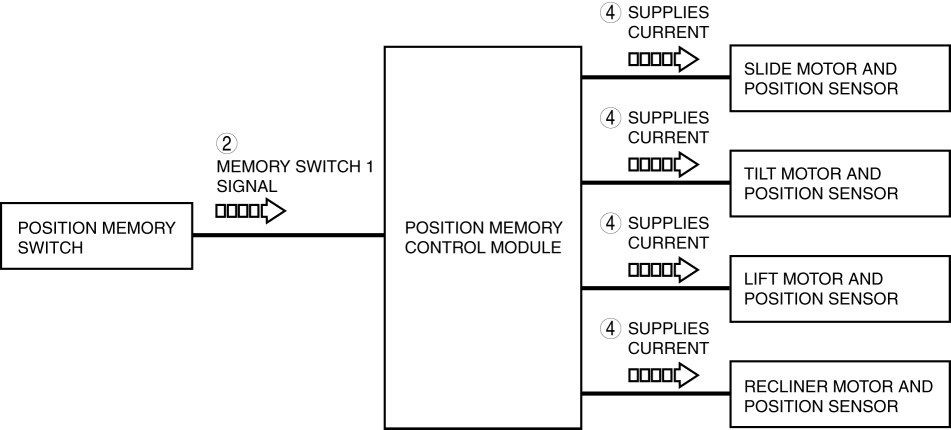 POSITION MEMORY
SWITCH
②
MEMORY SWITCH 1
SIGNAL
POSITION MEMORY
CONTROL MODULE
④ SUPPLIES
CURRENT
SLIDE MOTOR AND
POSITION SENSOR
④ SUPPLIES
CURRENT
TILT MOTOR AND
POSITION SENSOR
④ SUPPLIES
CURRENT
LIFT MOTOR AND
POSITION SENSOR
④ SUPPLIES
CURRENT
RECLINER MOTOR AND
POSITION SENSOR